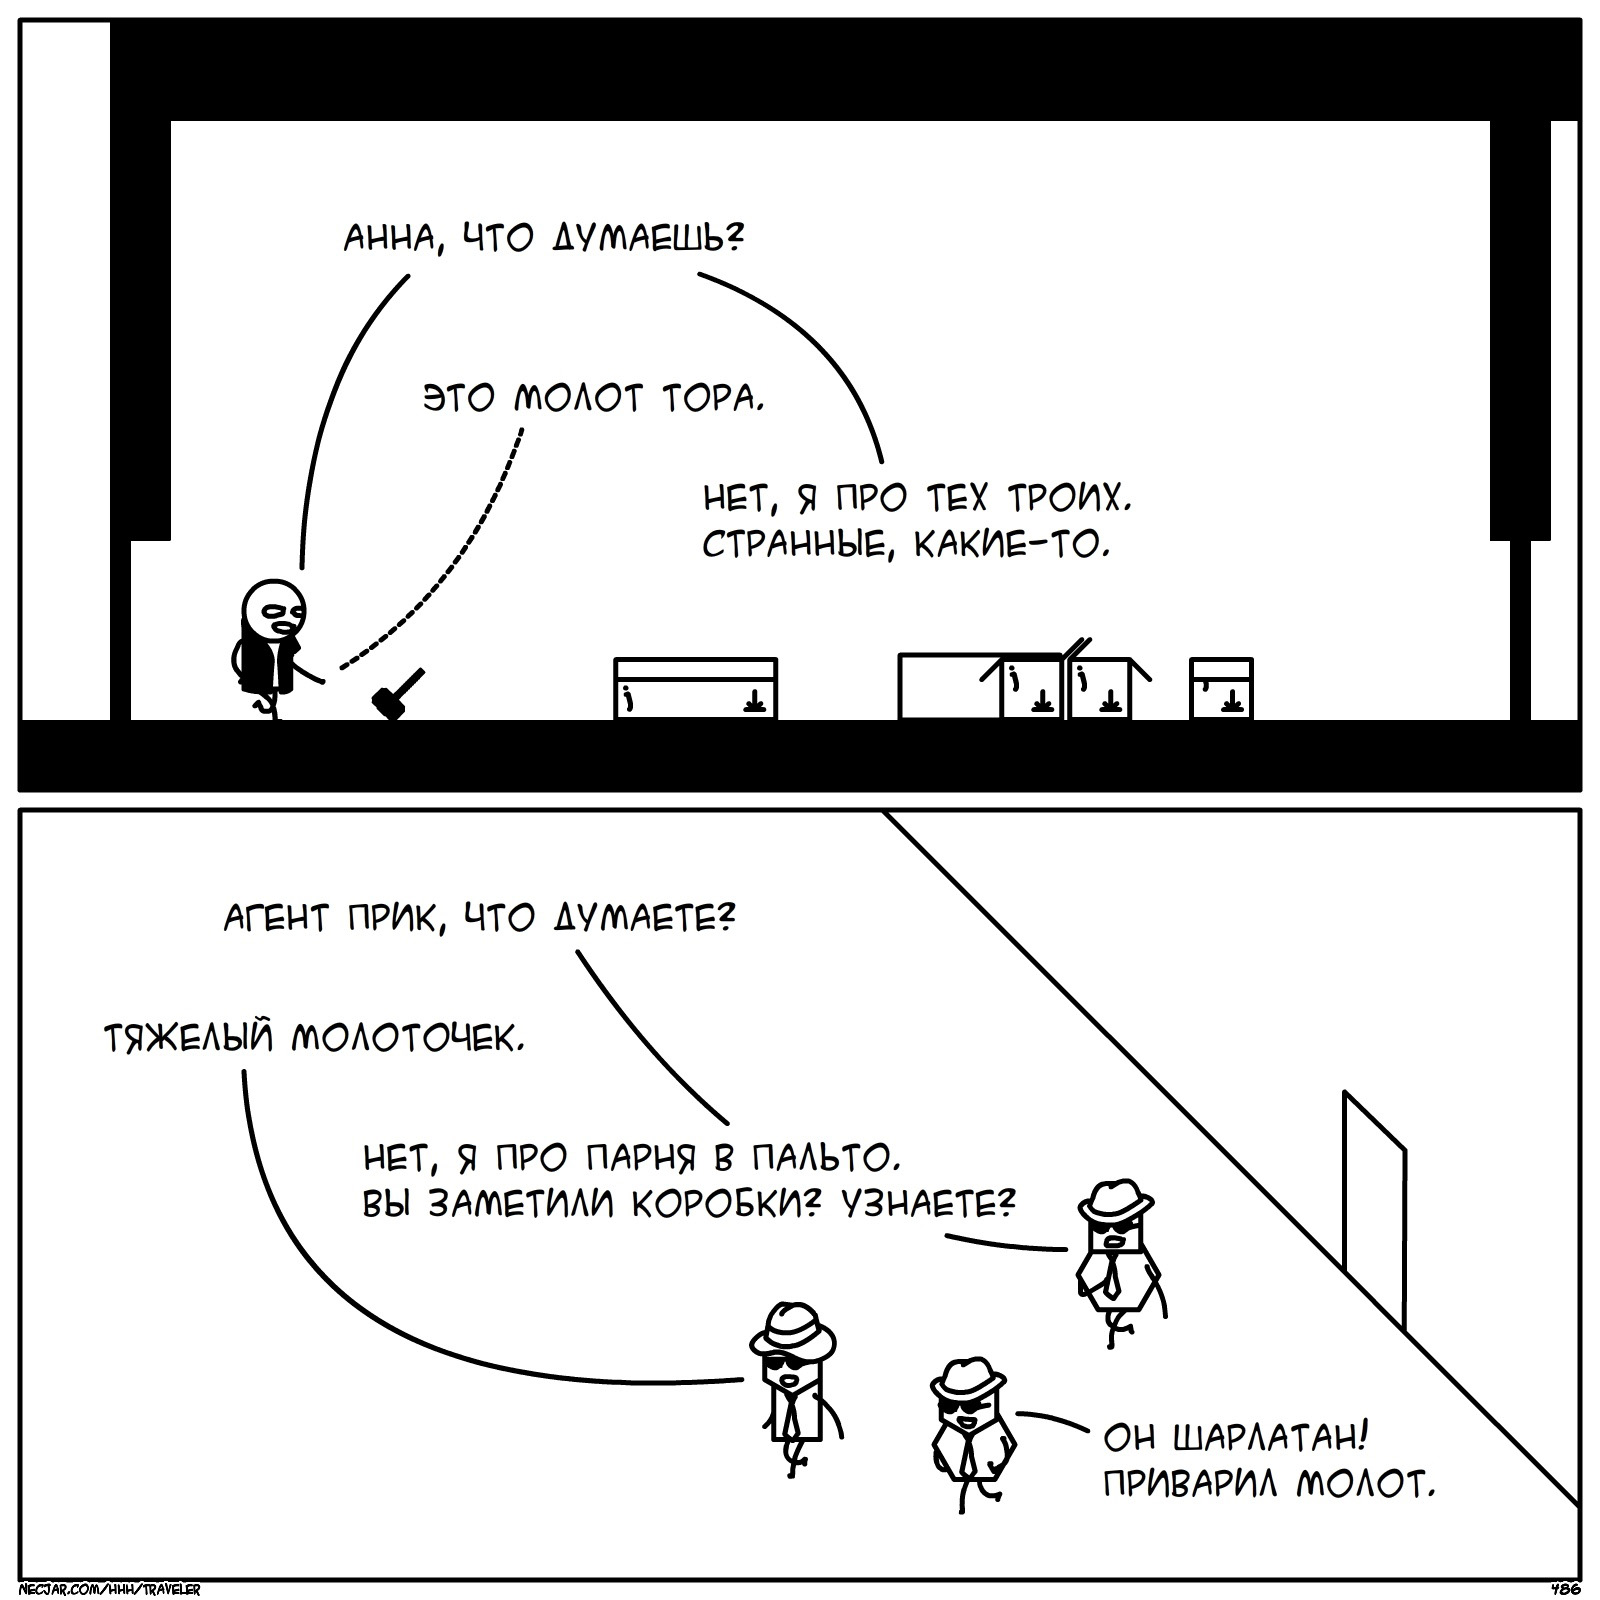 АННА, ЧТО ДУМАЕШЬ?
ЭТО МОЛОТ ТОРА.
НЕТ, Я ПРО ТЕХ ТРОИХ.
СТРАННЫЕ, КАКИЕ-ТО.
АГЕНТ ПРИК, ЧТО ДУМАЕТЕ?
ТЯЖЕЛЫЙ МОЛОТОЧЕК.
НЕТ, Я ПРО ПАРНЯ В ПАЛЬТО.
ВЫ ЗАМЕТИЛИ КОРОБКИ? УЗНАЕТЕ?
ОН ШАРЛАТАН!
ПРИВАРИЛ МОЛОТ.
NECJAR.COM/HHH/TRAVELER
486